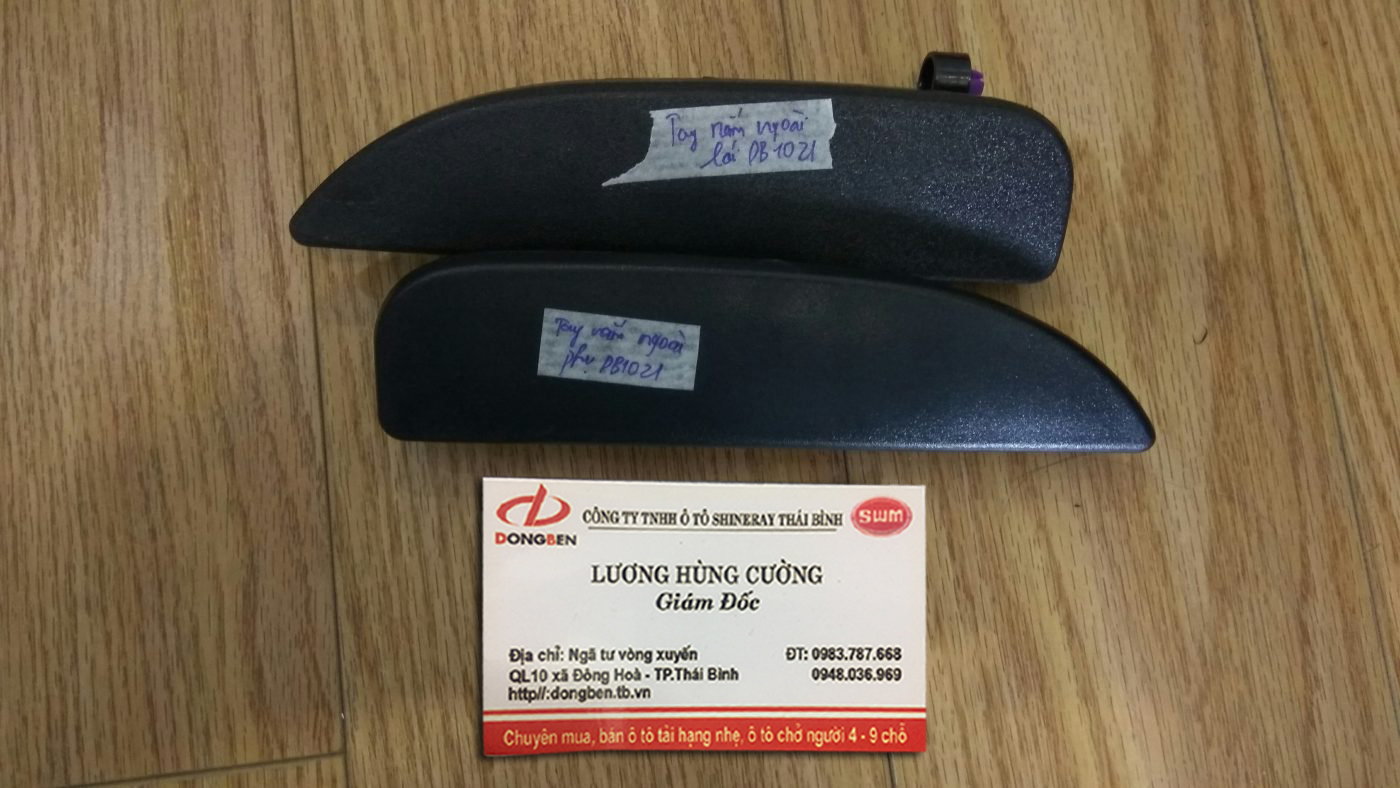 Tay nắm ngoài
lái DB1021
Tay nắm ngoài
phụ DB1021
DONGBEN
CÔNG TY TNHH Ô TÔ SHINERAY THÁI BÌNH
SWM
LƯƠNG HÙNG CƯỜNG
Giám Đốc
Địa chỉ: Ngã tư vòng xuyến
QL10 xã Đông Hoà - TP.Thái Bình
http//:dongben.tb.vn
ĐT: 0983.787.668
0948.036.969
Chuyên mua, bán ô tô tải hạng nhẹ, ô tô chở người 4 - 9 chỗ